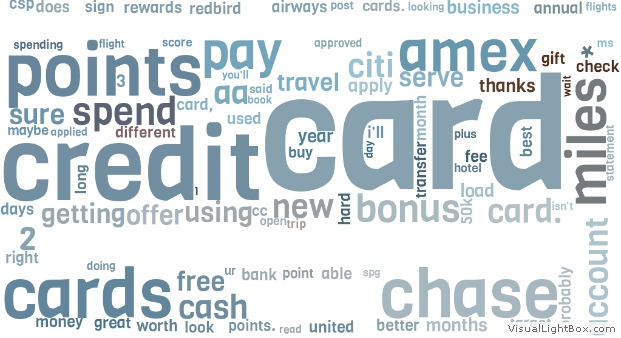 csp does sign rewards redbird airways post cards. looking business annual flights
spending flight score pay you'll approved amex gift * ms
points 3 aa said book travel citi apply serve thanks check wait
sure spend card, used month miles
maybe applied different year i'll plus best statement
credit card buy day transfer fee hotel
long 1
days getting offer using cc new hard bonus 50k load card. isn't
2 open trip account
right
doing ur bank point able spg probably
cards free cash chase
money great worth look points. read united better months target
VisualLightBox.com